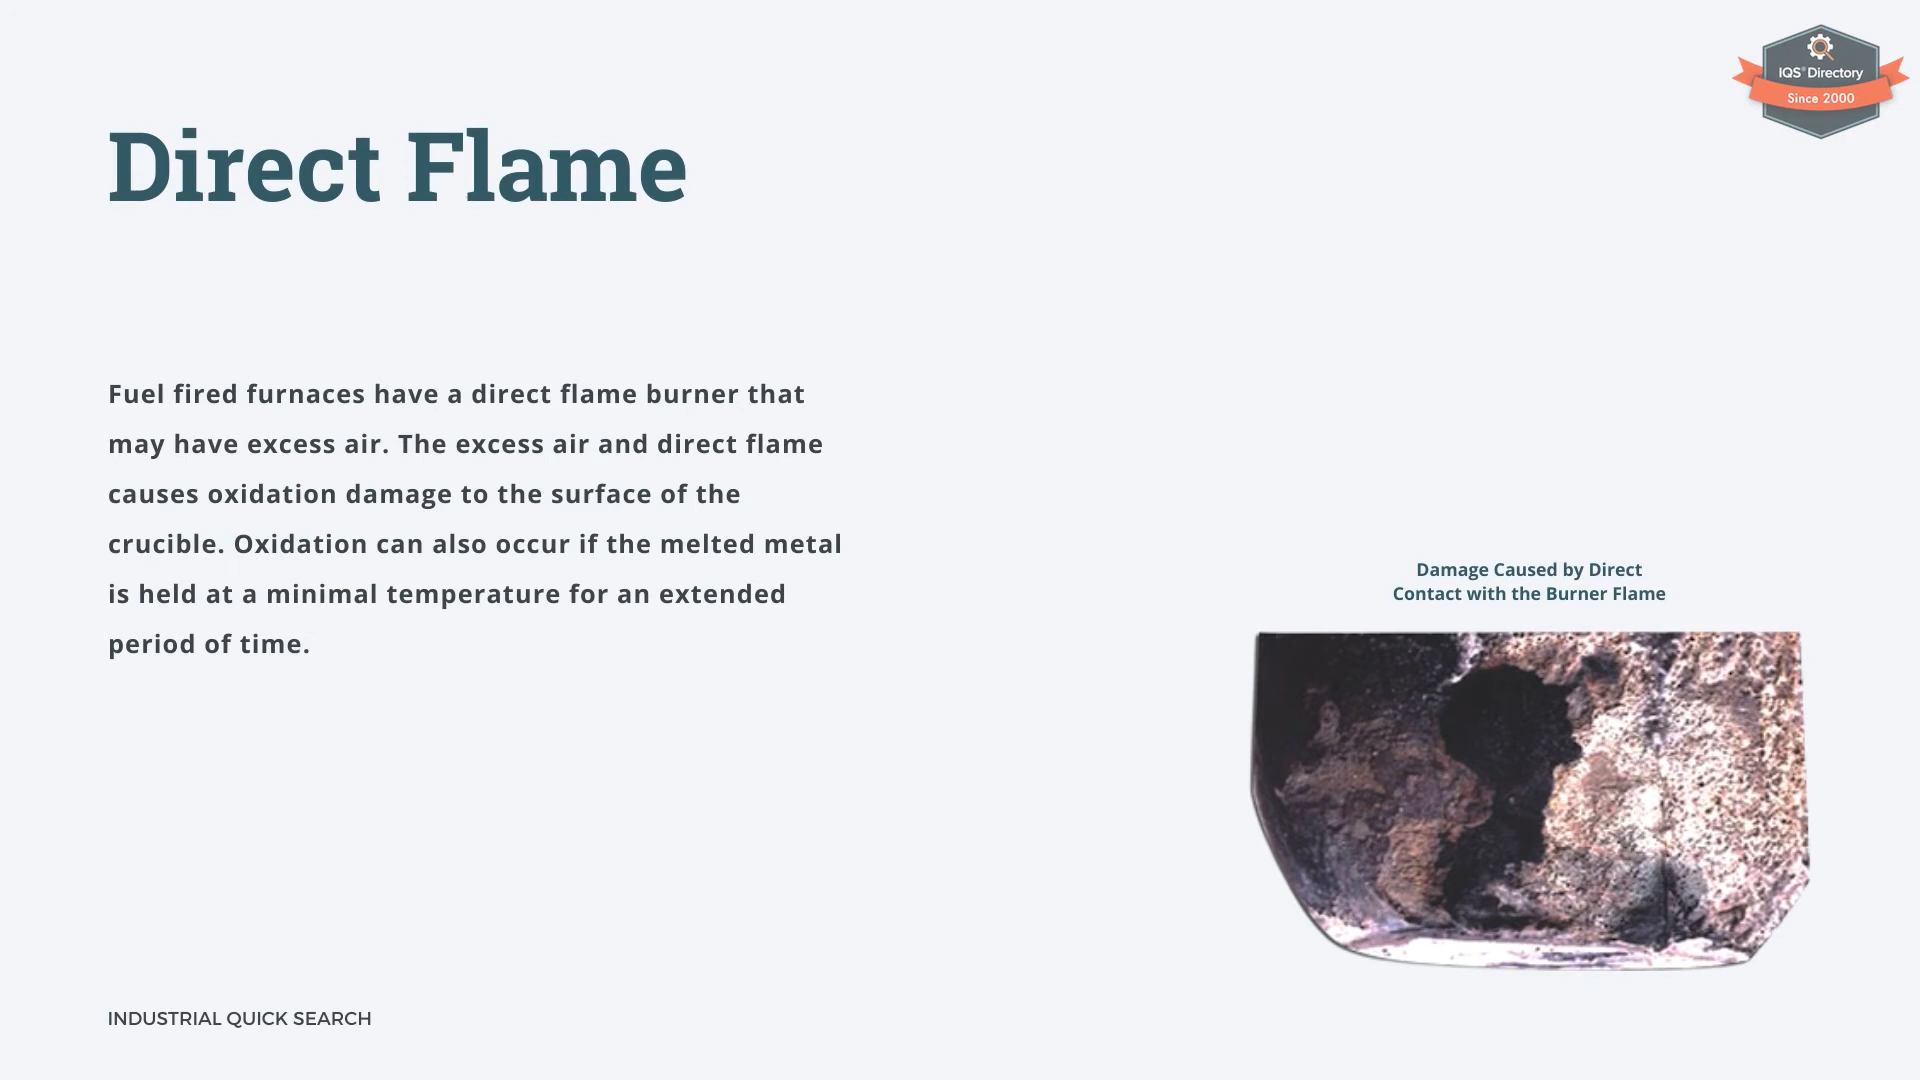 IQS® Directory
Since 2000
Direct Flame
Fuel fired furnaces have a direct flame burner that
may have excess air. The excess air and direct flame
causes oxidation damage to the surface of the
crucible. Oxidation can also occur if the melted metal
is held at a minimal temperature for an extended
period of time.
Damage Caused by Direct
Contact with the Burner Flame
INDUSTRIAL QUICK SEARCH